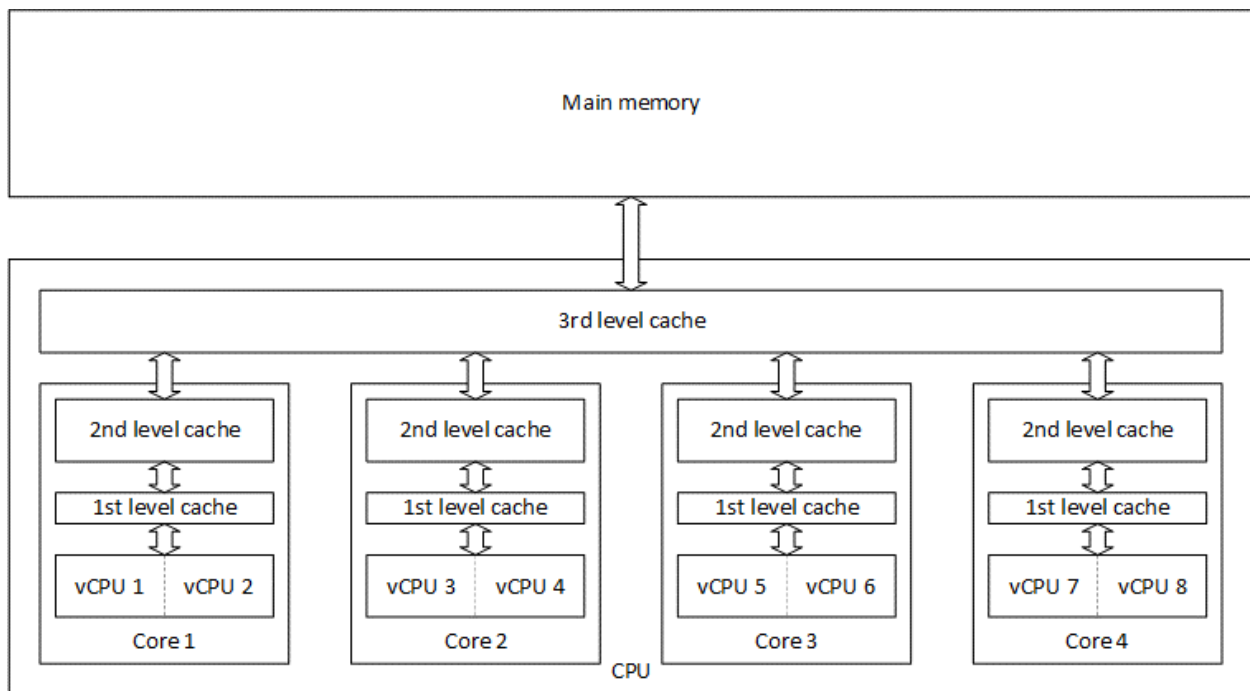 Main memory
3rd level cache
2nd level cache 2nd level cache 2nd level cache 2nd level cache
1st level cache 1st level cache 1st level cache 1st level cache
vCPU 1 vCPU 2 vCPU 3 vCPU 4 vCPU 5 vCPU 6 vCPU 7 vCPU 8
Core 1 Core 2 Core 3 Core 4
CPU